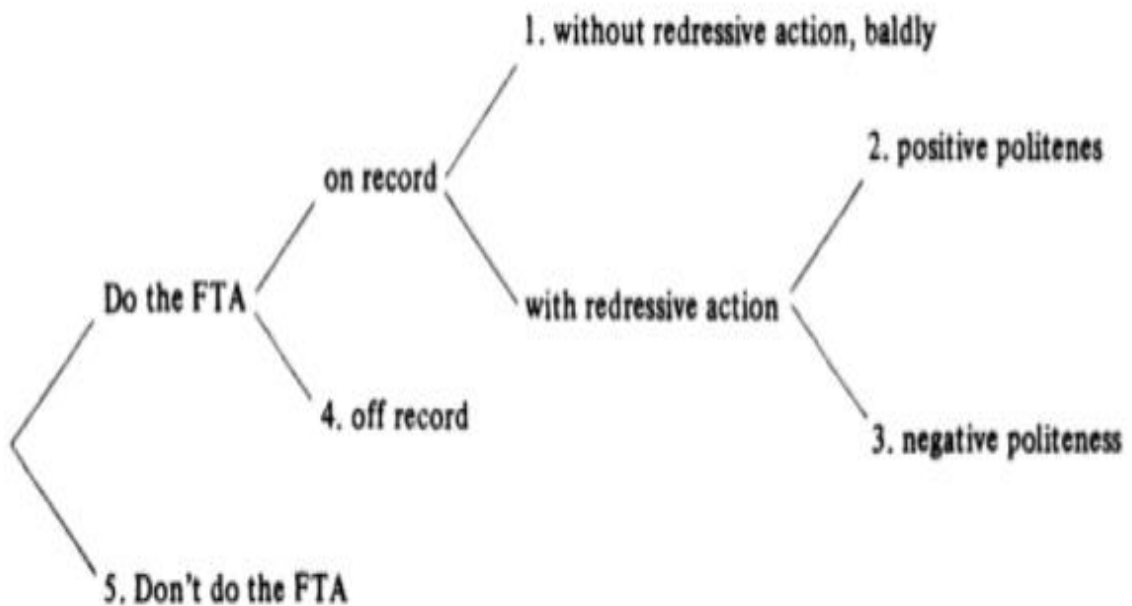 1. without redressive action, baldly
2. positive politenes
on record
Do the FTA
with redressive action
4. off record
3. negative politeness
5. Don't do the FTA